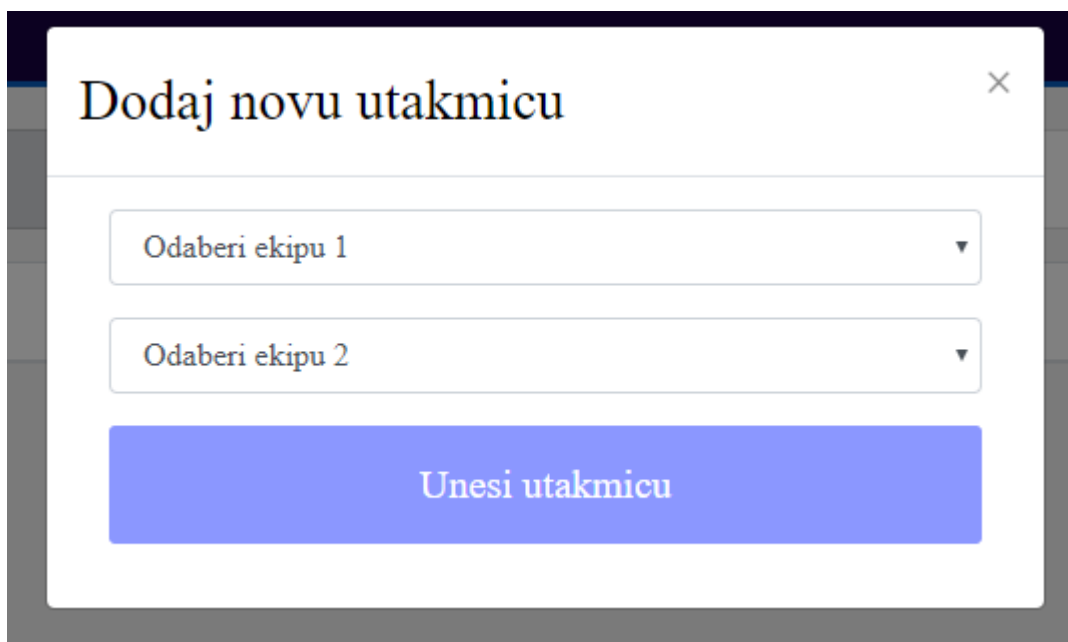 Dodaj novu utakmicu
Odaberi ekipu 1
Odaberi ekipu 2
Unesi utakmicu